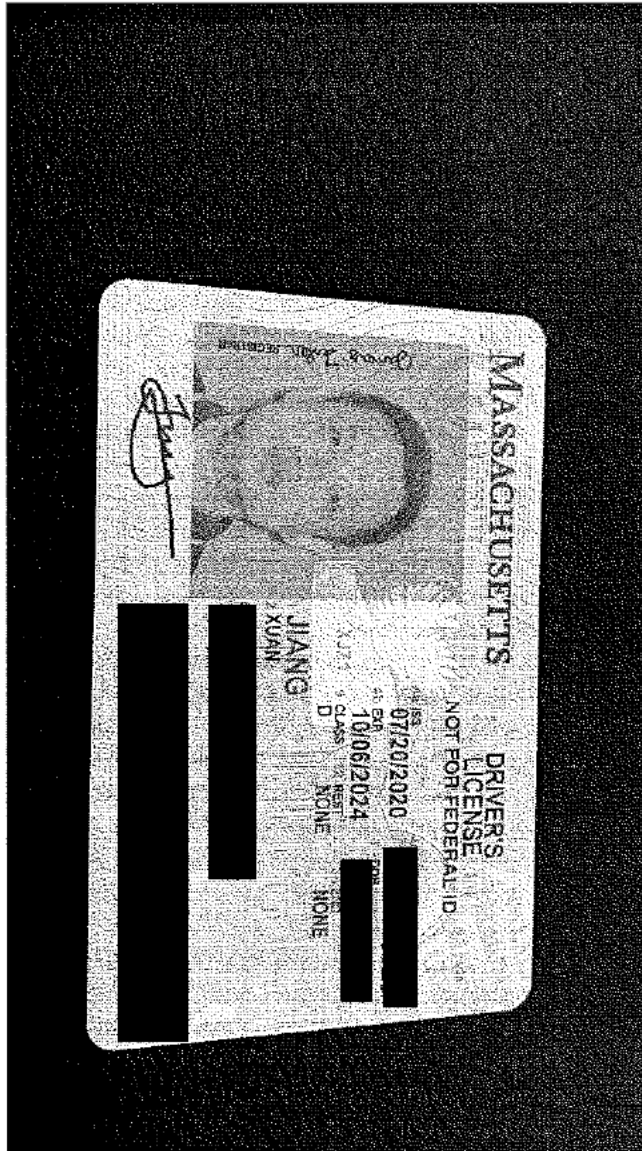 MASSACHUSETTS
DRIVER'S
LICENSE
NOT FOR FEDERAL ID
ISS
07/20/2020
EXP
10/06/2024
CLASS
D
REST
NONE
NONE
JIANG
XUAN